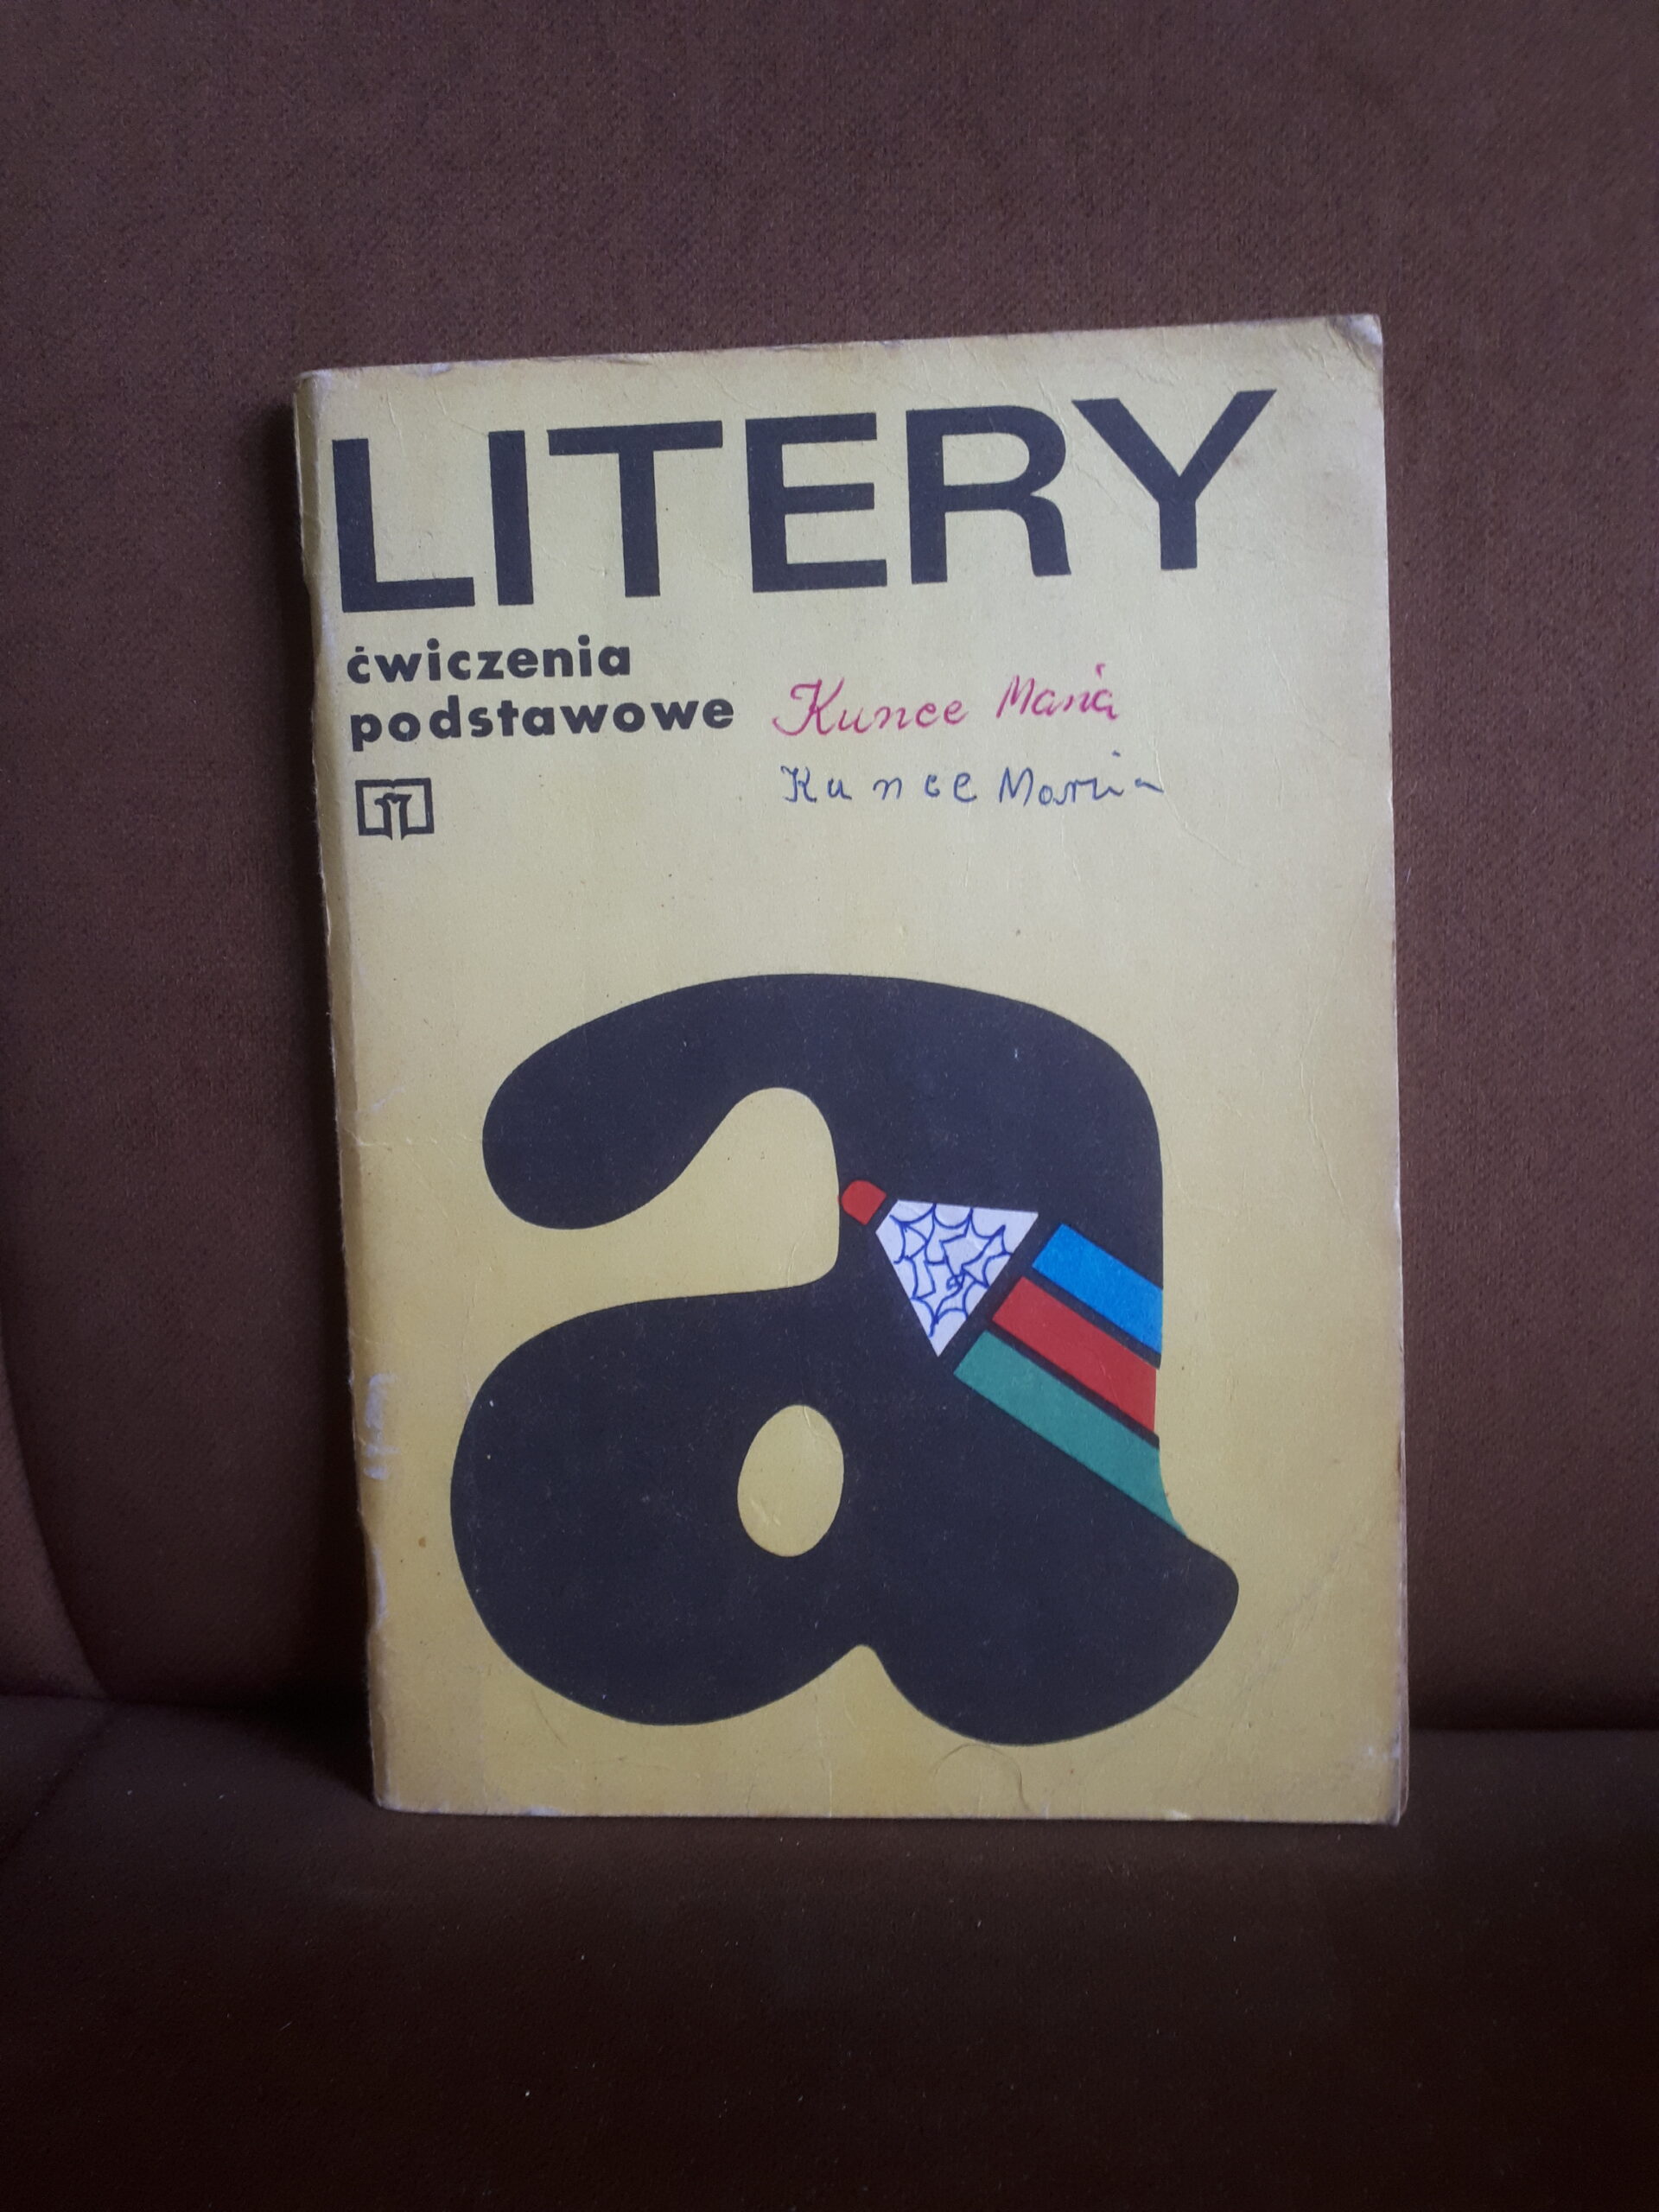 LITERY
ćwiczenia
podstawowe
Kunce Maria
Kunce Maria
a